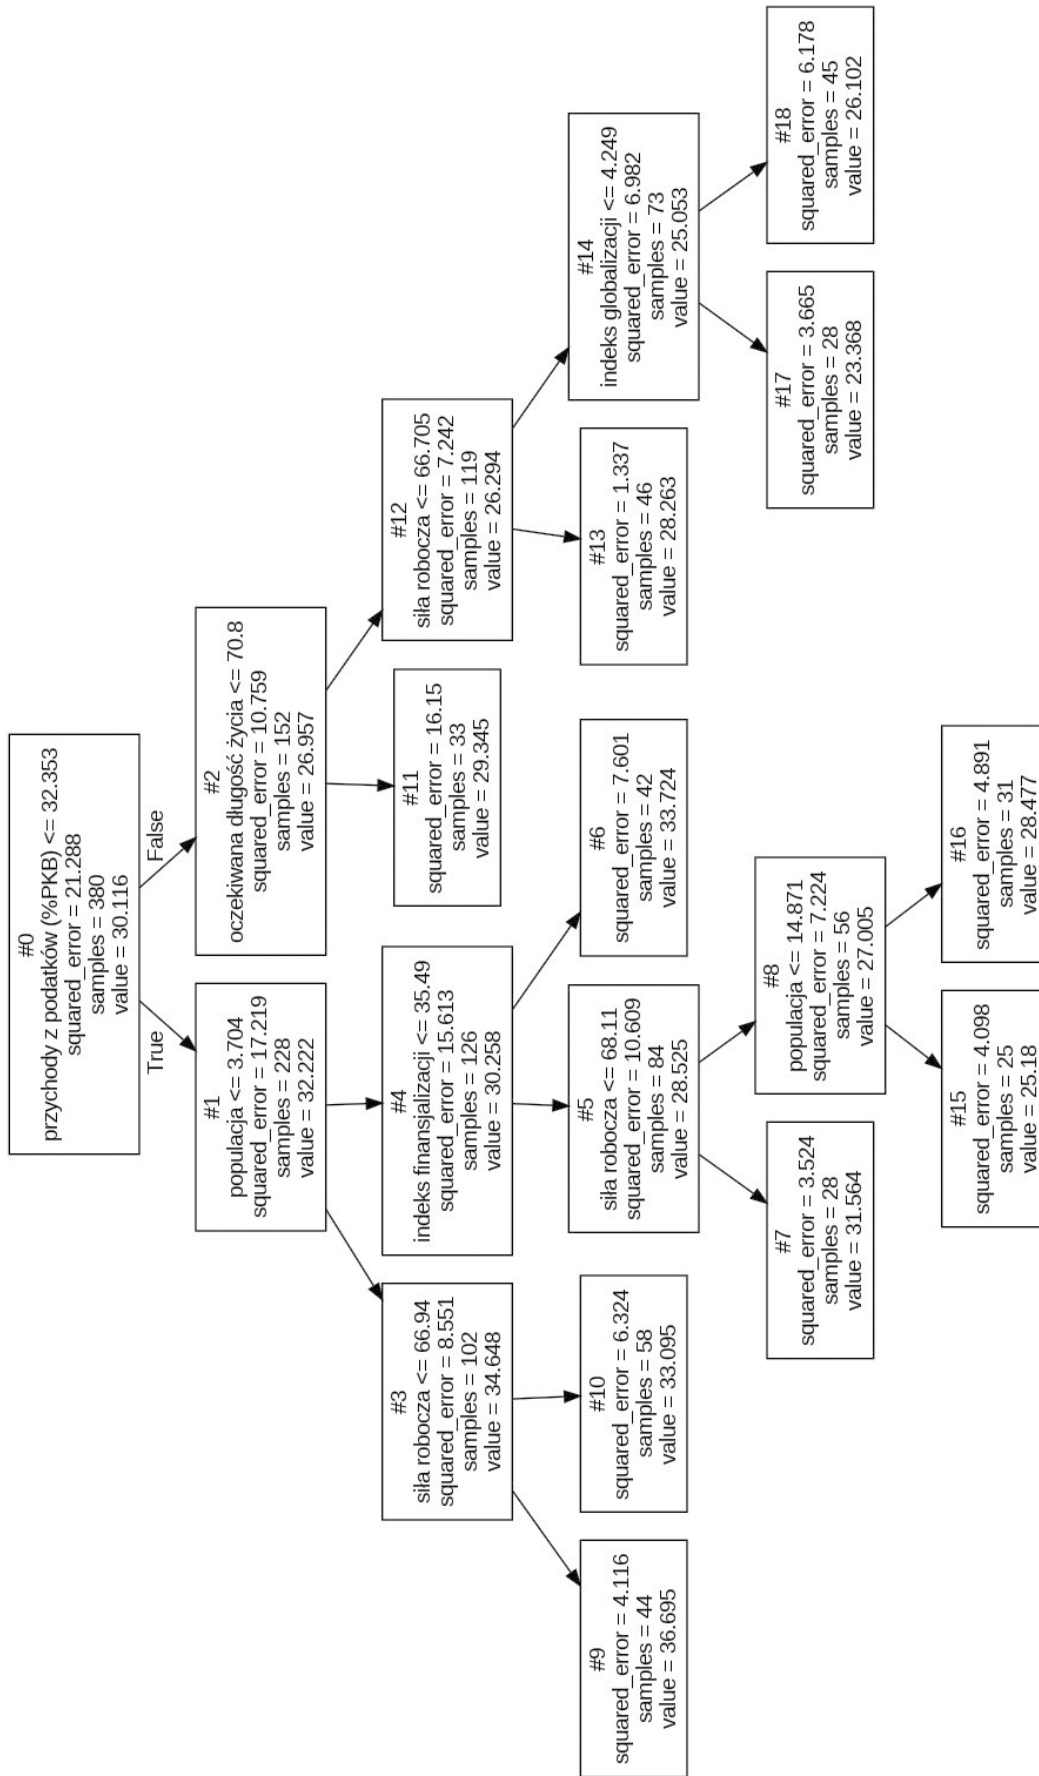 #0
przychody z podatków (%PKB) <= 32.353
squared_error = 21.288
samples = 380
value = 30.116
True
False
#1
populacja <= 3.704
squared_error = 17.219
samples = 228
value = 32.222
#2
oczekiwana długość życia <= 70.8
squared_error = 10.759
samples = 152
value = 26.957
#3
siła robocza <= 66.94
squared_error = 8.551
samples = 102
value = 34.648
#4
indeks finansjalizacji <= 35.49
squared_error = 15.613
samples = 126
value = 30.258
#11
squared_error = 16.15
samples = 33
value = 29.345
#12
siła robocza <= 66.705
squared_error = 7.242
samples = 119
value = 26.294
#9
squared_error = 4.116
samples = 44
value = 36.695
#10
squared_error = 6.324
samples = 58
value = 33.095
#5
siła robocza <= 68.11
squared_error = 10.609
samples = 84
value = 28.525
#6
squared_error = 7.601
samples = 42
value = 33.724
#13
squared_error = 1.337
samples = 46
value = 28.263
#14
indeks globalizacji <= 4.249
squared_error = 6.982
samples = 73
value = 25.053
#7
squared_error = 3.524
samples = 28
value = 31.564
#8
populacja <= 14.871
squared_error = 7.224
samples = 56
value = 27.005
#17
squared_error = 3.665
samples = 28
value = 23.368
#18
squared_error = 6.178
samples = 45
value = 26.102
#15
squared_error = 4.098
samples = 25
value = 25.18
#16
squared_error = 4.891
samples = 31
value = 28.477